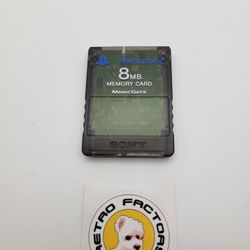 PlayStation 2
8MB
MEMORY CARD
MAGICGATE
SONY
RETRO FACTORY